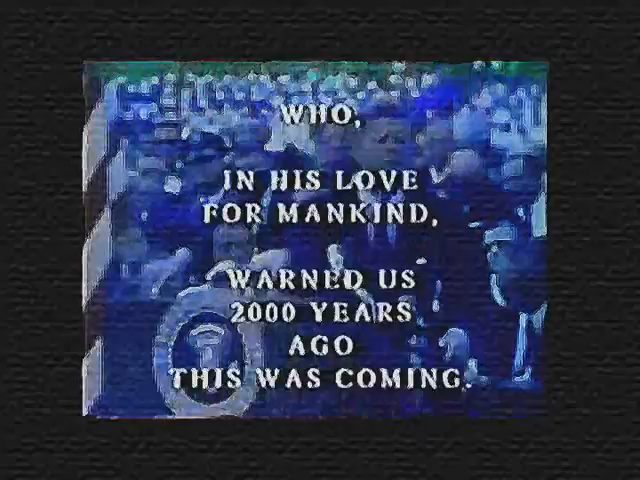 WHO,
IN HIS LOVE
FOR MANKIND,
WARNED US
2000 YEARS
AGO
THIS WAS COMING.